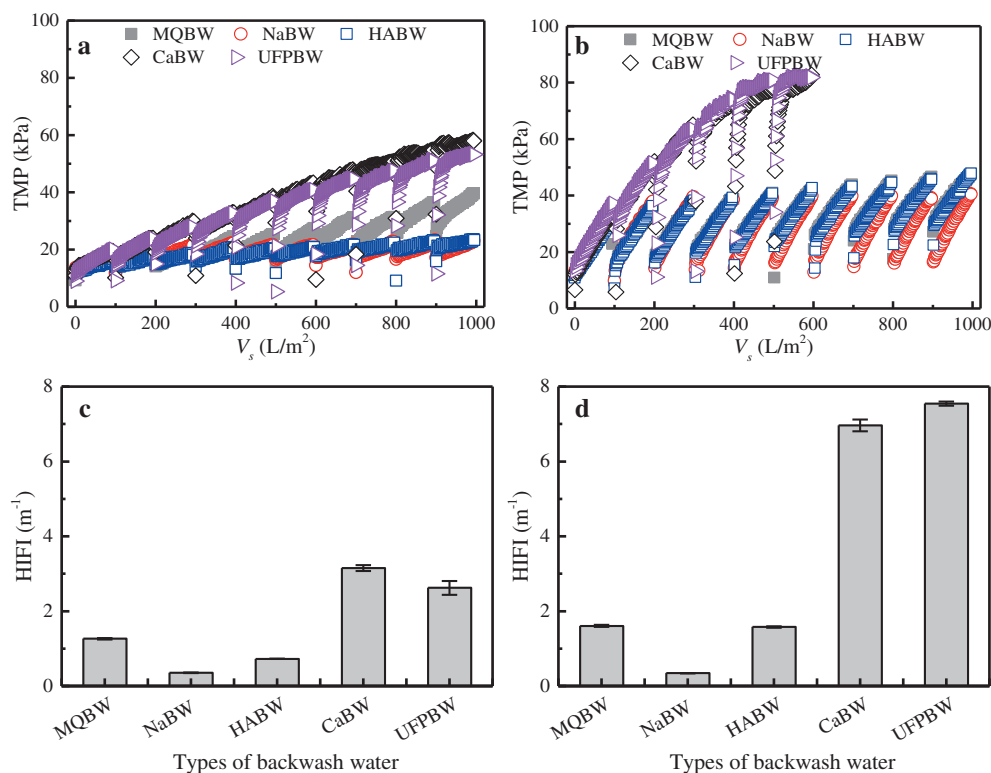 a
MQBW NaBW HABW
CaBW UFPBW
TMP (kPa)
100
80
60
40
20
0
0 200 400 600 800 1000
V_s (L/m²)
b
MQBW NaBW HABW
CaBW UFPBW
TMP (kPa)
100
80
60
40
20
0
0 200 400 600 800 1000
V_s (L/m²)
c
HIFI (m⁻¹)
8
6
4
2
0
MQBW NaBW HABW CaBW UFPBW
Types of backwash water
d
HIFI (m⁻¹)
8
6
4
2
0
MQBW NaBW HABW CaBW UFPBW
Types of backwash water